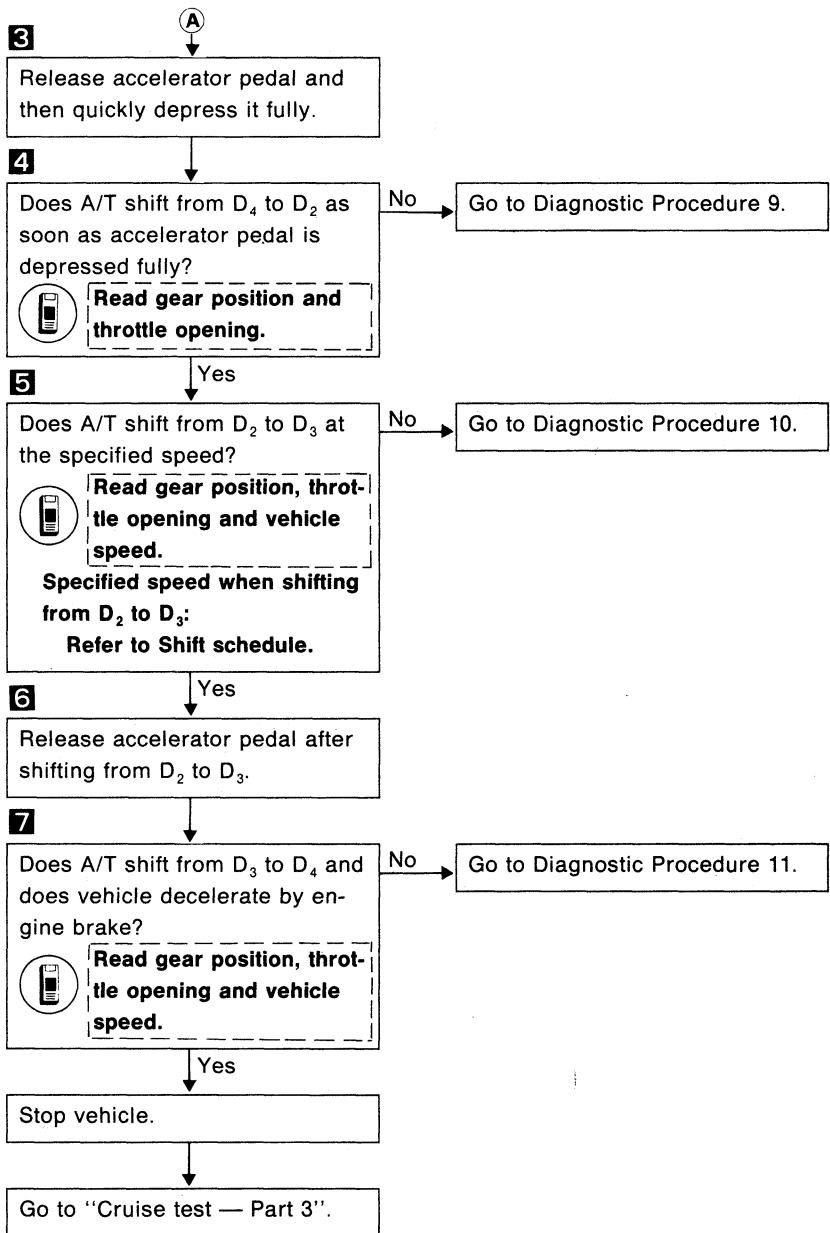 A
3
Release accelerator pedal and
then quickly depress it fully.
4
Does A/T shift from D₄ to D₂ as
soon as accelerator pedal is
depressed fully?
Read gear position and
throttle opening.
No
Go to Diagnostic Procedure 9.
Yes
5
Does A/T shift from D₂ to D₃ at
the specified speed?
Read gear position, throt-
tle opening and vehicle
speed.
Specified speed when shifting
from D₂ to D₃:
Refer to Shift schedule.
No
Go to Diagnostic Procedure 10.
Yes
6
Release accelerator pedal after
shifting from D₂ to D₃.
7
Does A/T shift from D₃ to D₄ and
does vehicle decelerate by en-
gine brake?
Read gear position, throt-
tle opening and vehicle
speed.
No
Go to Diagnostic Procedure 11.
Yes
Stop vehicle.
Go to "Cruise test — Part 3".